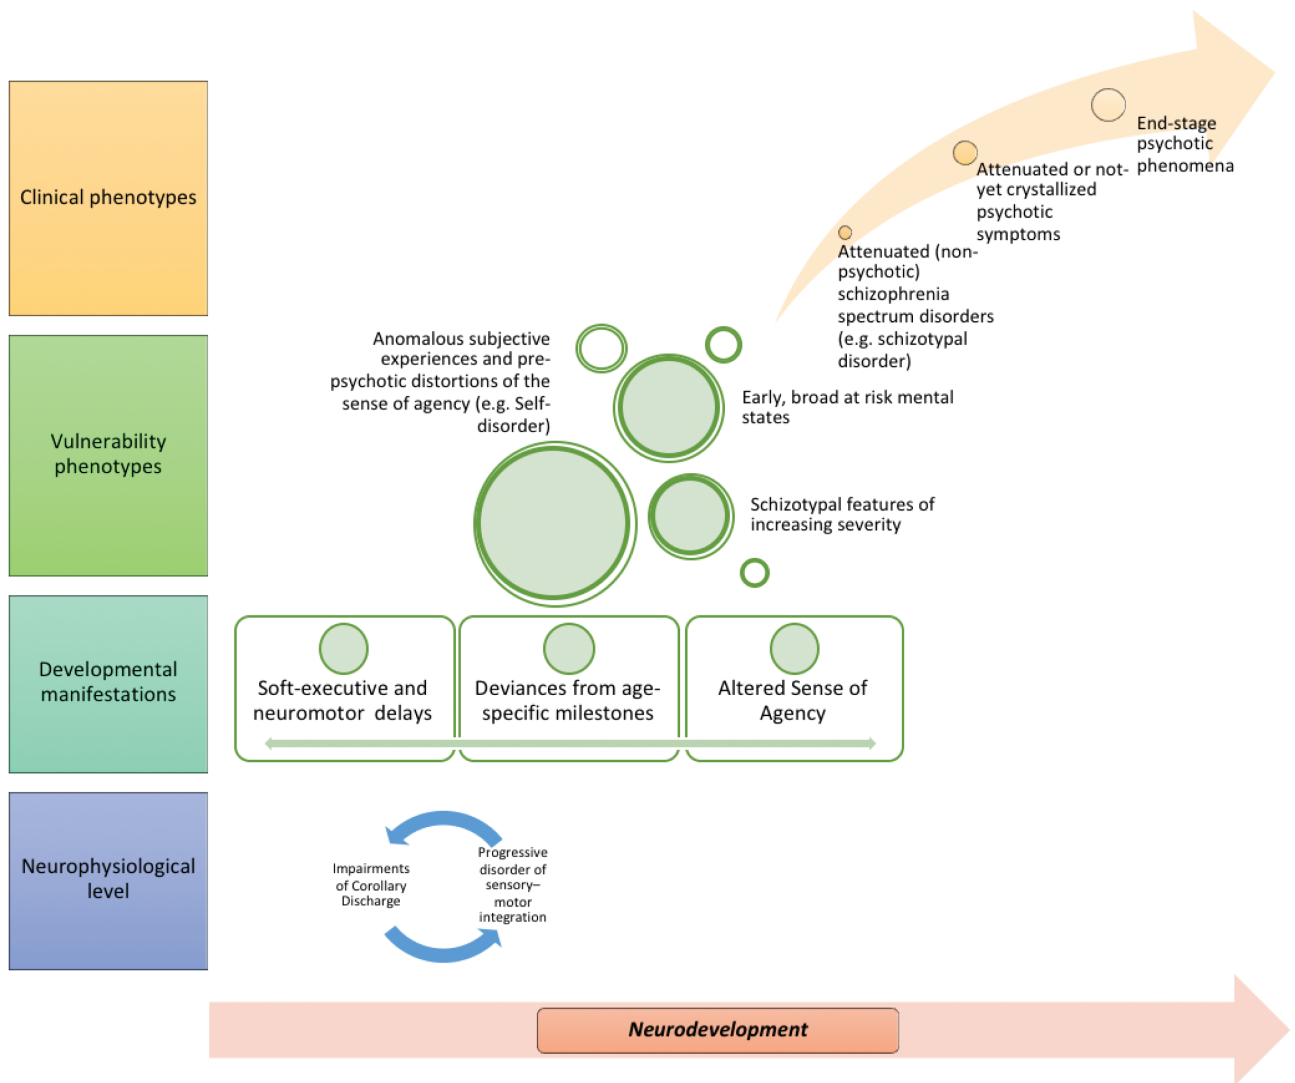 Clinical phenotypes
End-stage
psychotic
phenomena
Attenuated or not-
yet crystallized
psychotic
symptoms
Attenuated (non-
psychotic)
schizophrenia
spectrum disorders
(e.g. schizotypal
disorder)
Vulnerability
phenotypes
Anomalous subjective
experiences and pre-
psychotic distortions of the
sense of agency (e.g. Self-
disorder)
Early, broad at risk mental
states
Schizotypal features of
increasing severity
Developmental
manifestations
Soft-executive and
neuromotor delays
Deviances from age-
specific milestones
Altered Sense of
Agency
Neurophysiological
level
Impairments
of Corollary
Discharge
Progressive
disorder of
sensory–
motor
integration
Neurodevelopment